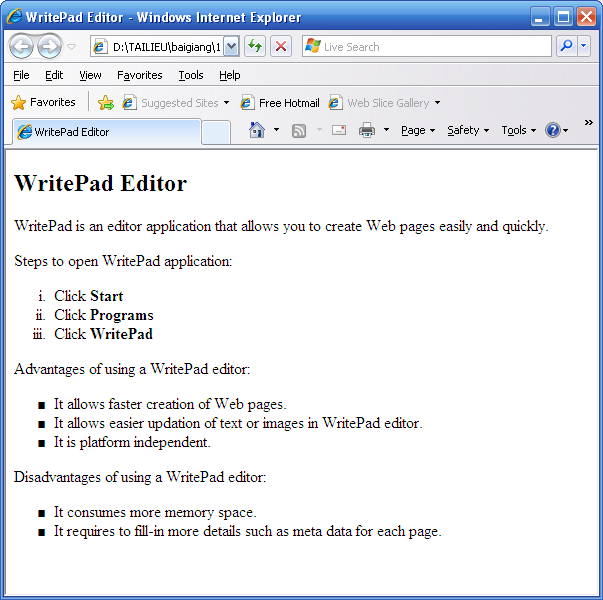 WritePad Editor - Windows Internet Explorer
D:\TAILIEU\baigiang\1
Live Search
File Edit View Favorites Tools Help
Favorites Suggested Sites Free Hotmail Web Slice Gallery
WritePad Editor Page Safety Tools »
WritePad Editor
WritePad is an editor application that allows you to create Web pages easily and quickly.
Steps to open WritePad application:
i. Click Start
ii. Click Programs
iii. Click WritePad
Advantages of using a WritePad editor:
■ It allows faster creation of Web pages.
■ It allows easier updation of text or images in WritePad editor.
■ It is platform independent.
Disadvantages of using a WritePad editor:
■ It consumes more memory space.
■ It requires to fill-in more details such as meta data for each page.